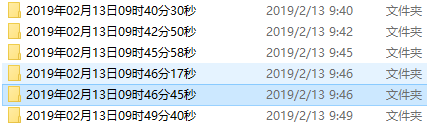 2019年02月13日09时40分30秒 2019/2/13 9:40 文件夹
2019年02月13日09时42分50秒 2019/2/13 9:42 文件夹
2019年02月13日09时45分58秒 2019/2/13 9:45 文件夹
2019年02月13日09时46分17秒 2019/2/13 9:46 文件夹
2019年02月13日09时46分45秒 2019/2/13 9:46 文件夹
2019年02月13日09时49分40秒 2019/2/13 9:49 文件夹